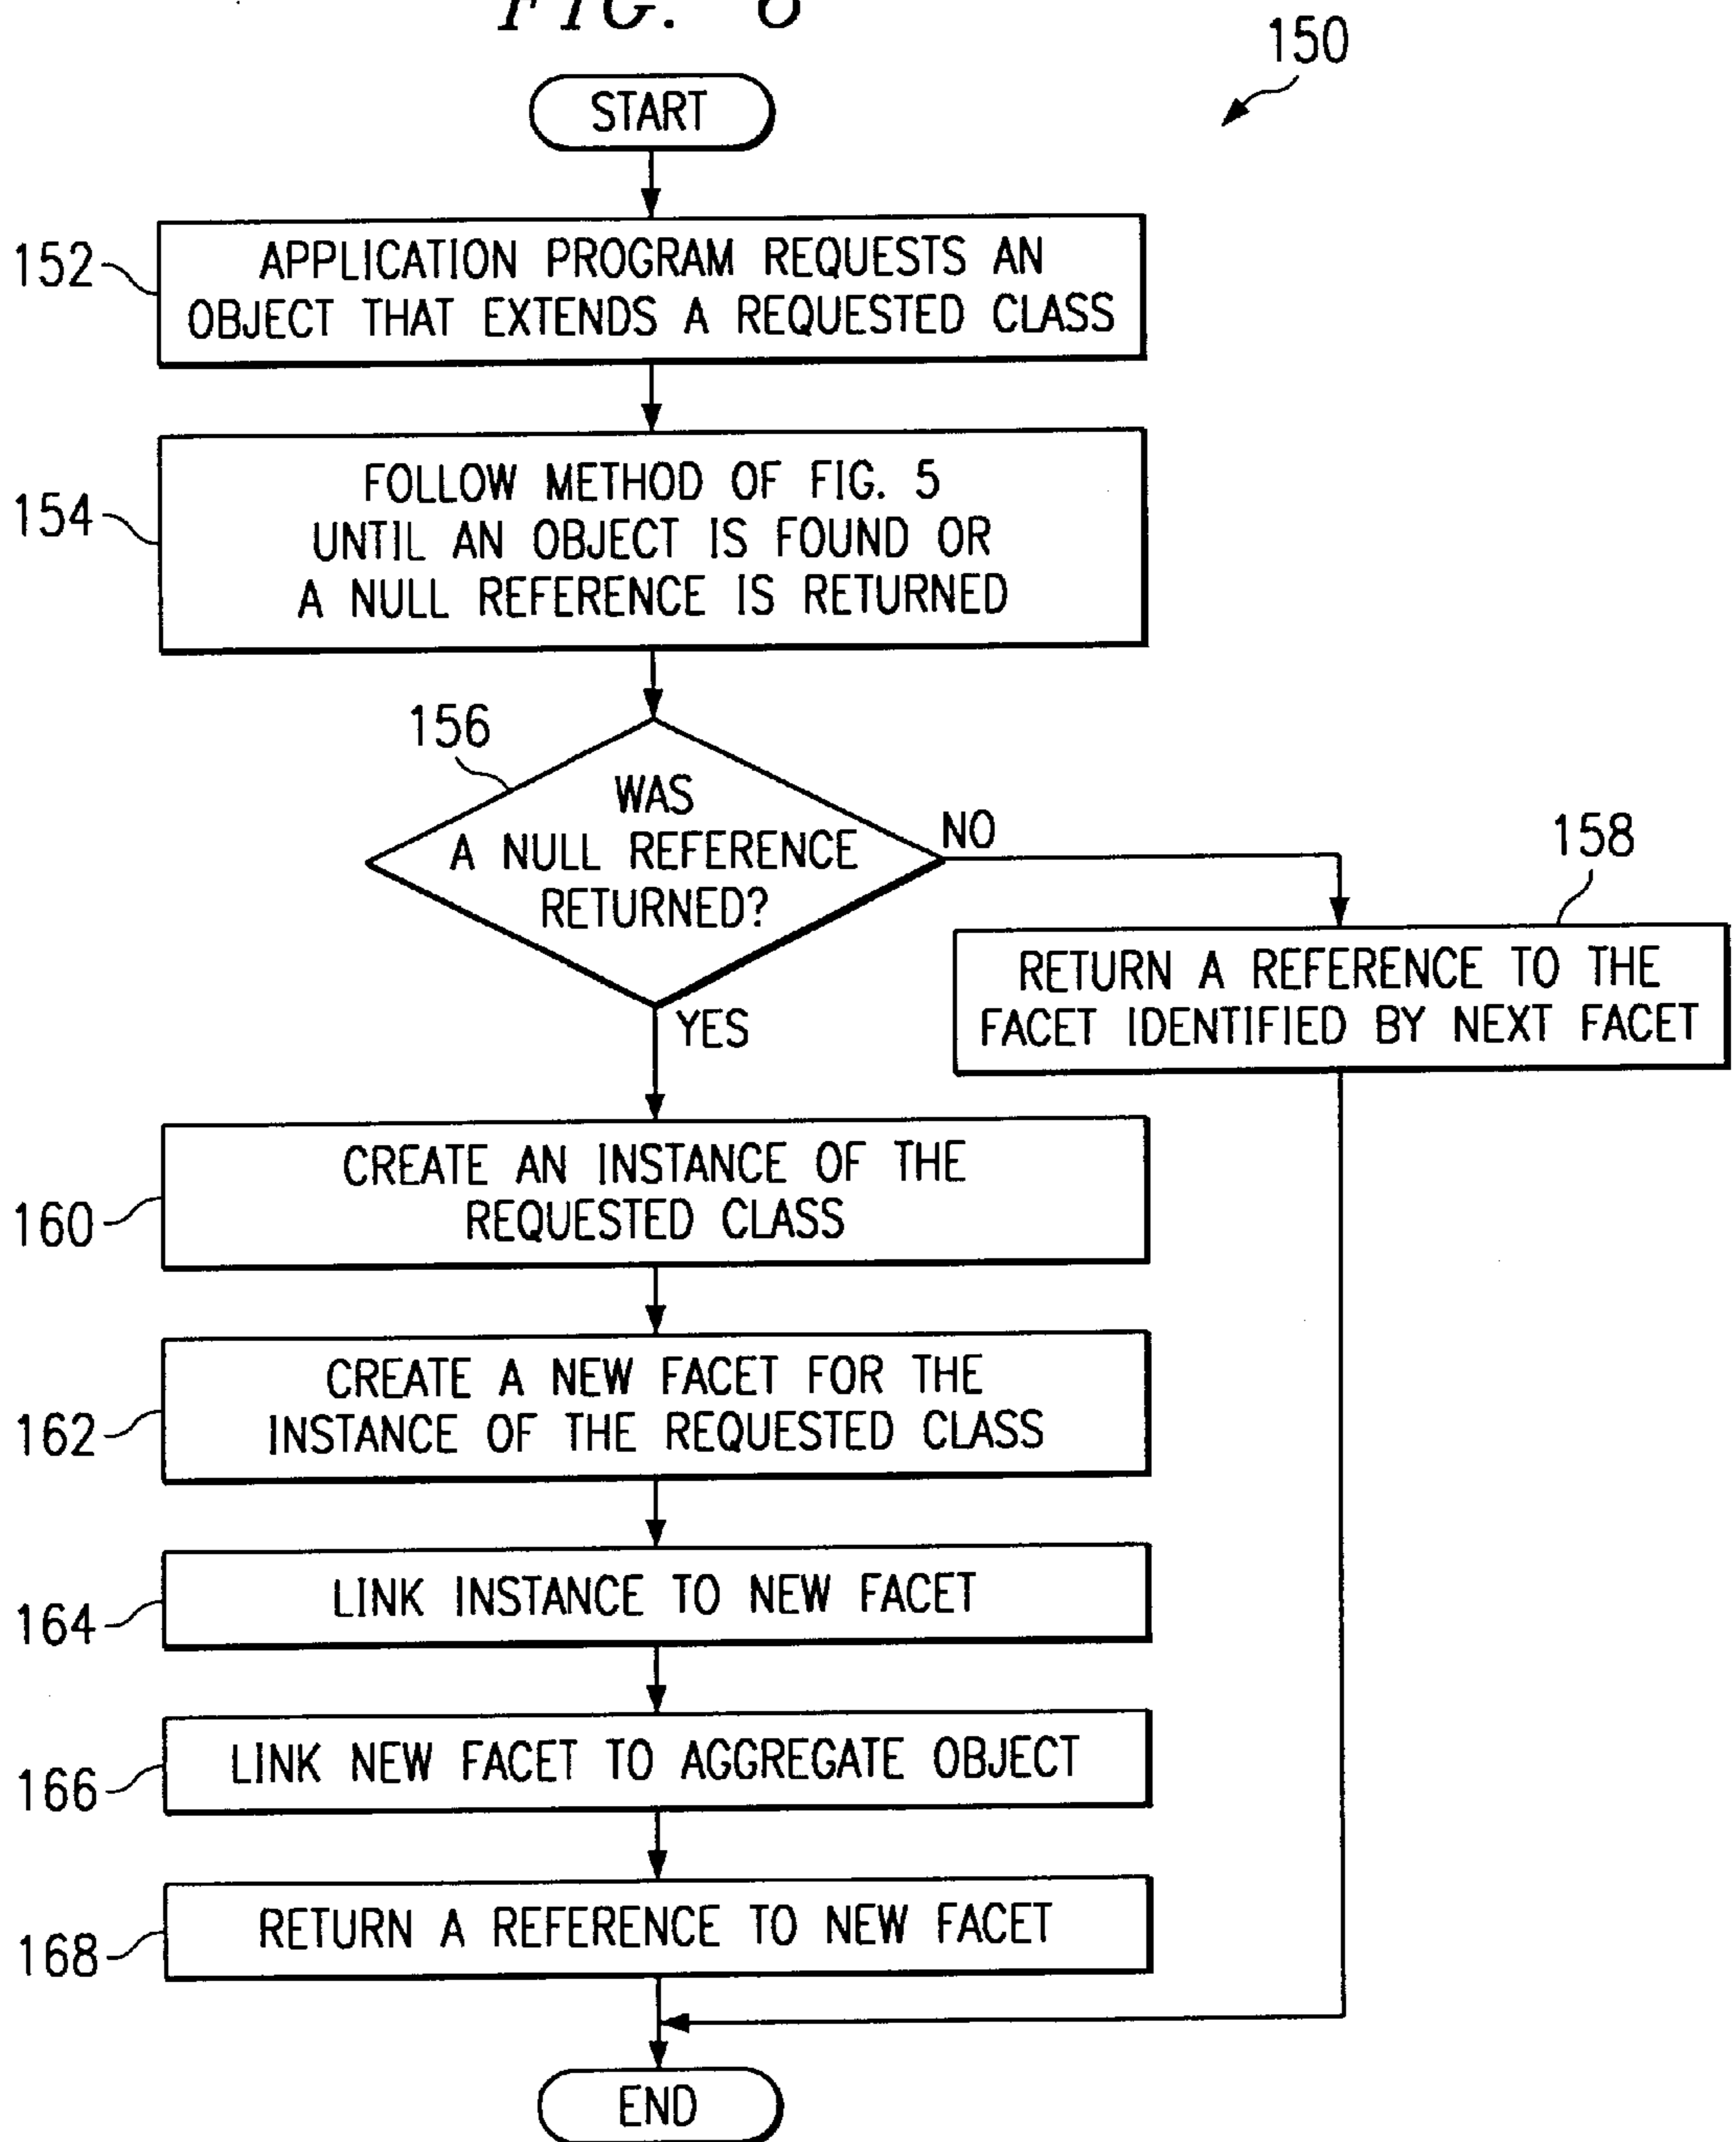 FIG. 6
150
START
152
APPLICATION PROGRAM REQUESTS AN
OBJECT THAT EXTENDS A REQUESTED CLASS
154
FOLLOW METHOD OF FIG. 5
UNTIL AN OBJECT IS FOUND OR
A NULL REFERENCE IS RETURNED
156
WAS
A NULL REFERENCE
RETURNED?
NO
YES
158
RETURN A REFERENCE TO THE
FACET IDENTIFIED BY NEXT FACET
160
CREATE AN INSTANCE OF THE
REQUESTED CLASS
162
CREATE A NEW FACET FOR THE
INSTANCE OF THE REQUESTED CLASS
164
LINK INSTANCE TO NEW FACET
166
LINK NEW FACET TO AGGREGATE OBJECT
168
RETURN A REFERENCE TO NEW FACET
END